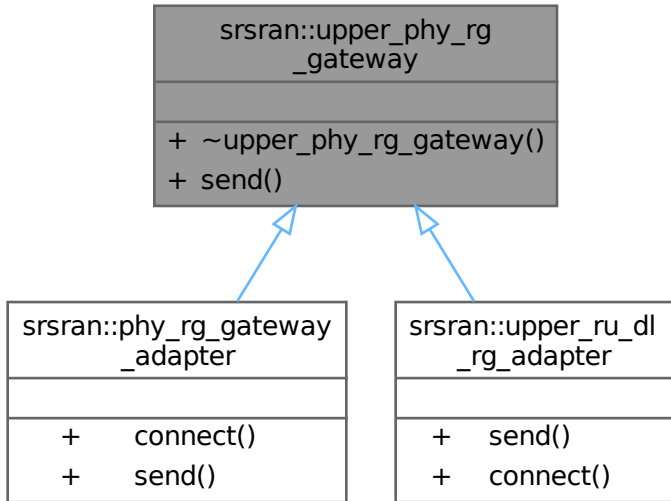 srsran::upper_phy_rg
_gateway
+ ~upper_phy_rg_gateway()
+ send()
srsran::phy_rg_gateway
_adapter
+ connect()
+ send()
srsran::upper_ru_dl
_rg_adapter
+ send()
+ connect()